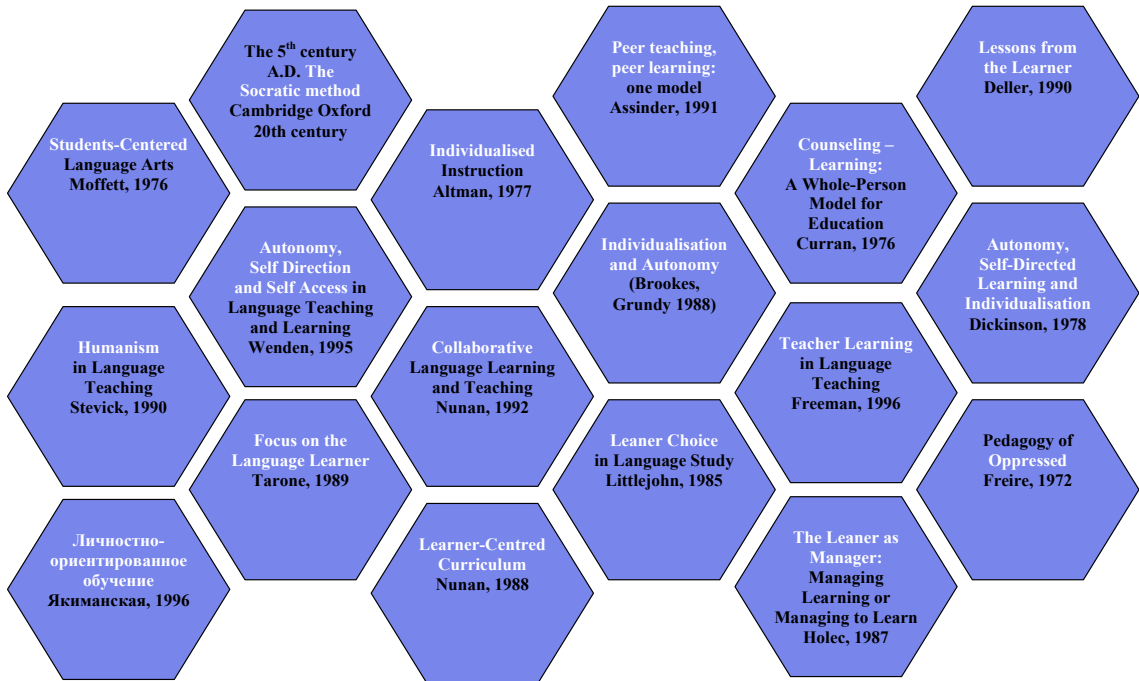 Students-Centered
Language Arts
Moffett, 1976
Humanism
in Language
Teaching
Stevick, 1990
Личностно-
ориентированное
обучение
Якиманская, 1996
The 5th century
A.D. The
Socratic method
Cambridge Oxford
20th century
Autonomy,
Self Direction
and Self Access in
Language Teaching
and Learning
Wenden, 1995
Focus on the
Language Learner
Tarone, 1989
Individualised
Instruction
Altman, 1977
Collaborative
Language Learning
and Teaching
Nunan, 1992
Learner-Centred
Curriculum
Nunan, 1988
Peer teaching,
peer learning:
one model
Assinder, 1991
Individualisation
and Autonomy
(Brookes,
Grundy 1988)
Leaner Choice
in Language Study
Littlejohn, 1985
Counseling –
Learning:
A Whole-Person
Model for
Education
Curran, 1976
Teacher Learning
in Language
Teaching
Freeman, 1996
The Leaner as
Manager:
Managing
Learning or
Managing to Learn
Holec, 1987
Lessons from
the Learner
Deller, 1990
Autonomy,
Self-Directed
Learning and
Individualisation
Dickinson, 1978
Pedagogy of
Oppressed
Freire, 1972